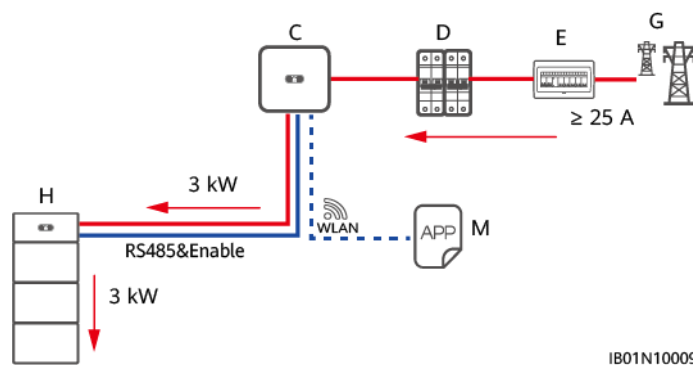 C
D
E
G
≥ 25 A
3 kW
H
WLAN
APP
M
RS485&Enable
3 kW
IB01N10009